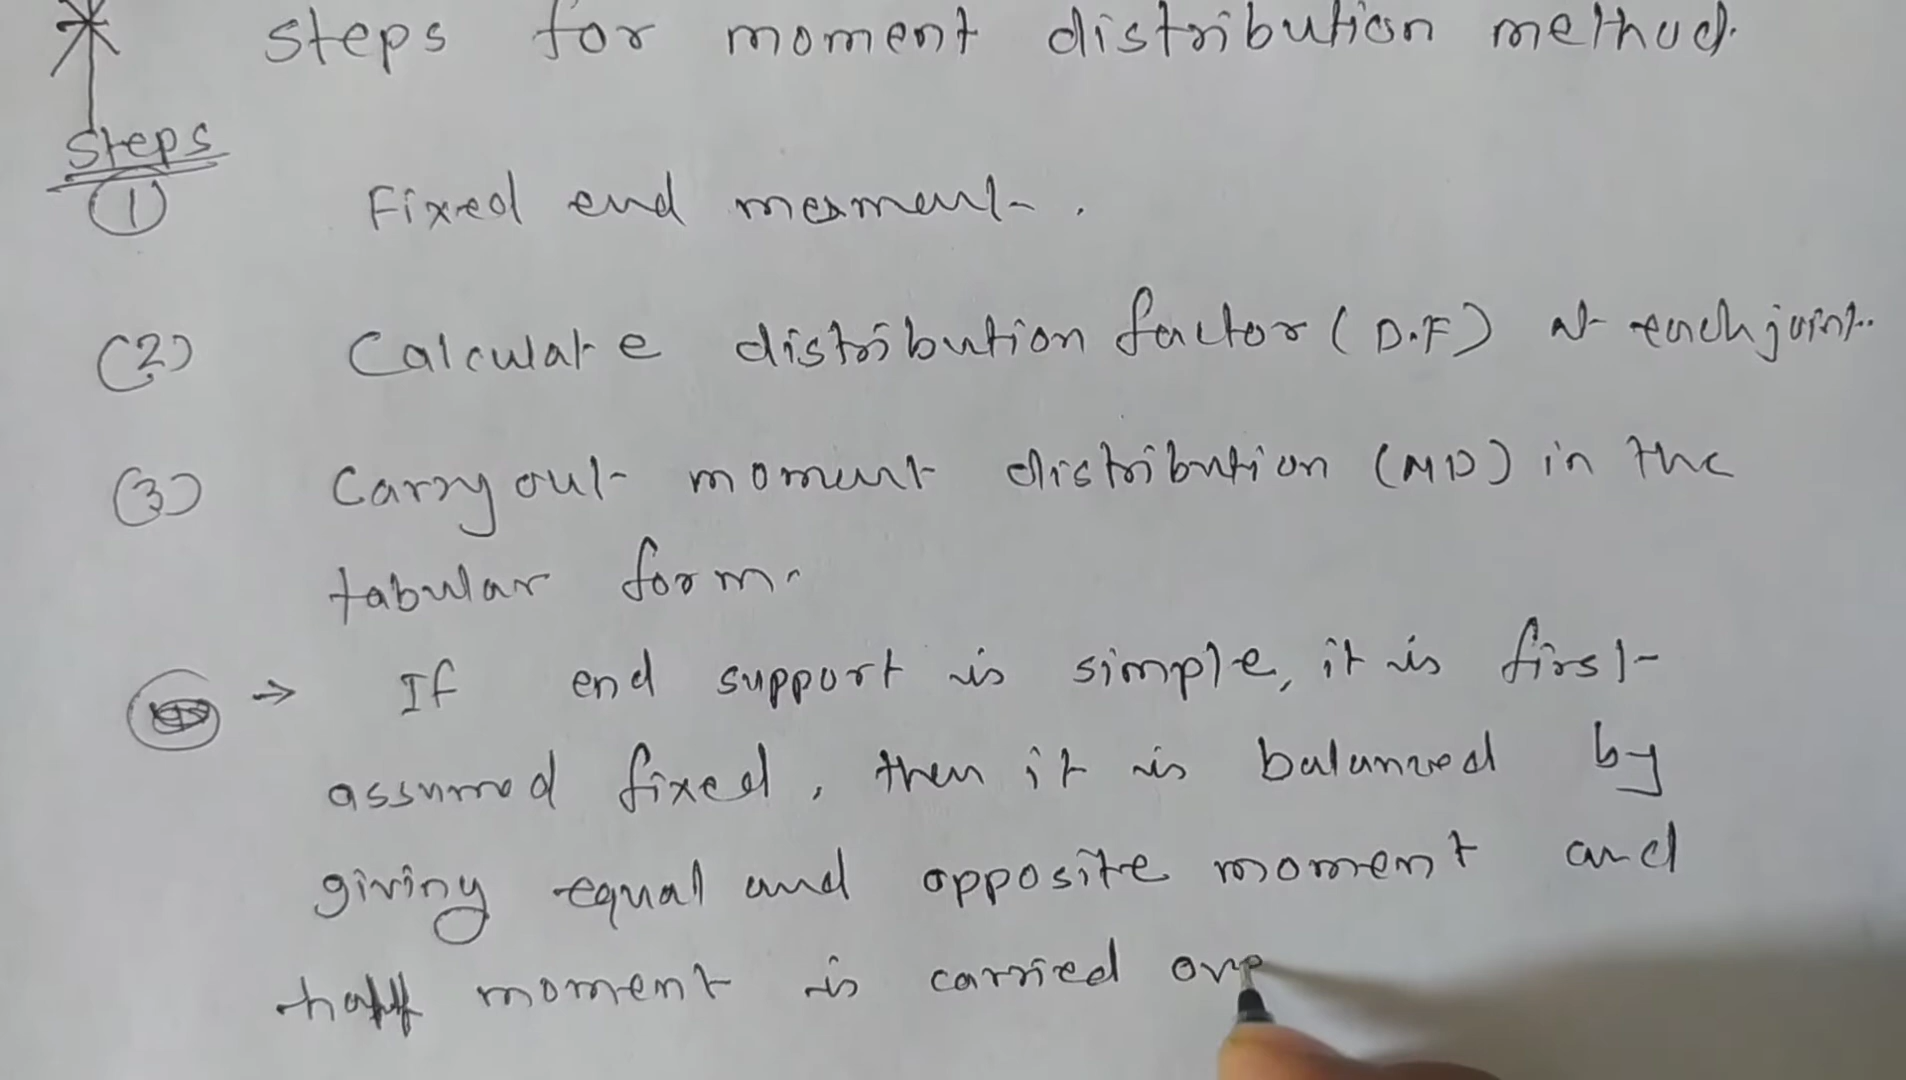 Steps for moment distribution method.
Steps
(1) Fixed end moment.
(2) Calculate distribution factor (D.F) at each joint.
(3) Carry out moment distribution (MD) in the
tabular form.
→ If end support is simple, it is first
assumed fixed, then it is balanced by
giving equal and opposite moment and
half moment is carried ove